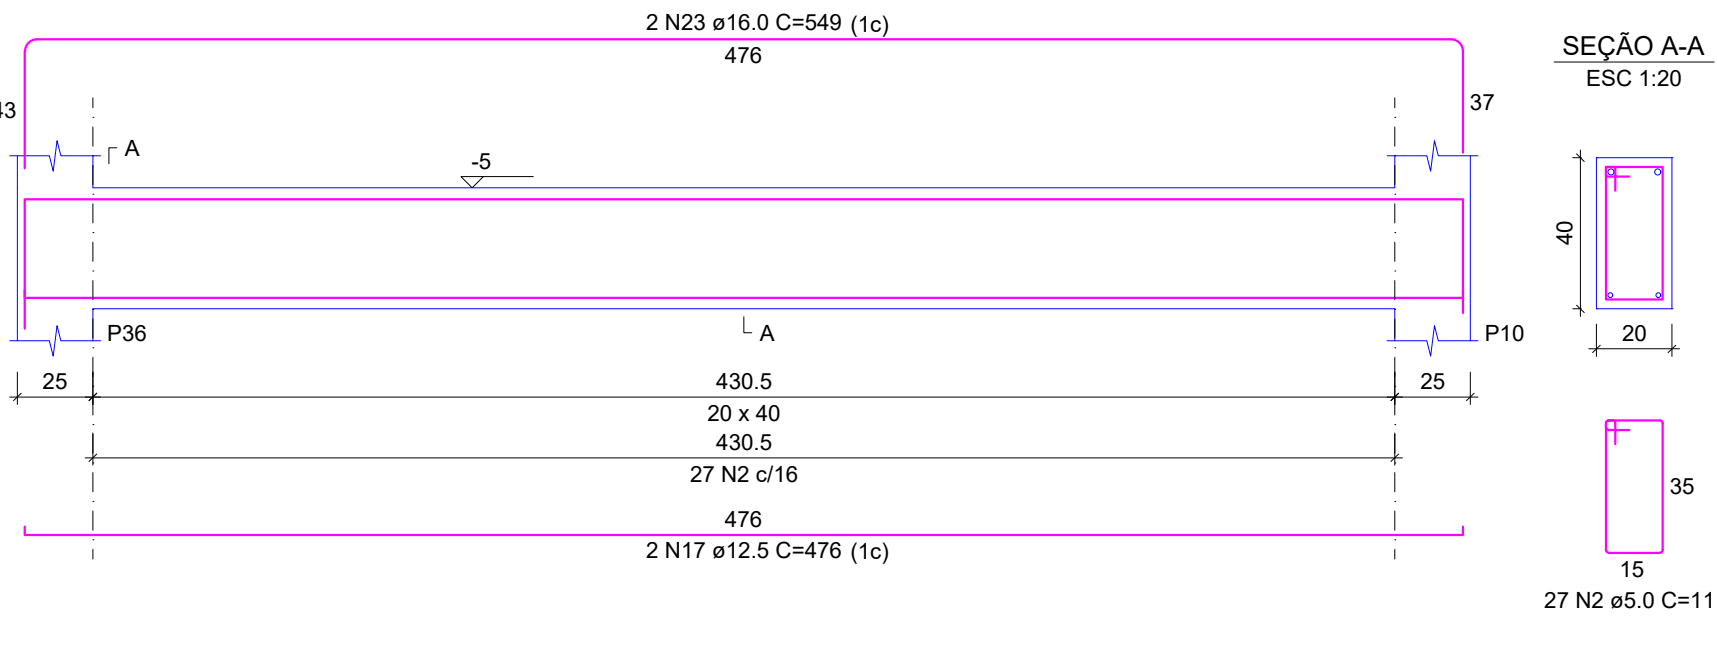 2 N23 ø16.0 C=549 (1c)
476
SEÇÃO A-A
ESC 1:20
43
37
A
-5
40
P36
A
P10
20
25
430.5
25
20 x 40
430.5
27 N2 c/16
35
476
2 N17 ø12.5 C=476 (1c)
15
27 N2 ø5.0 C=11